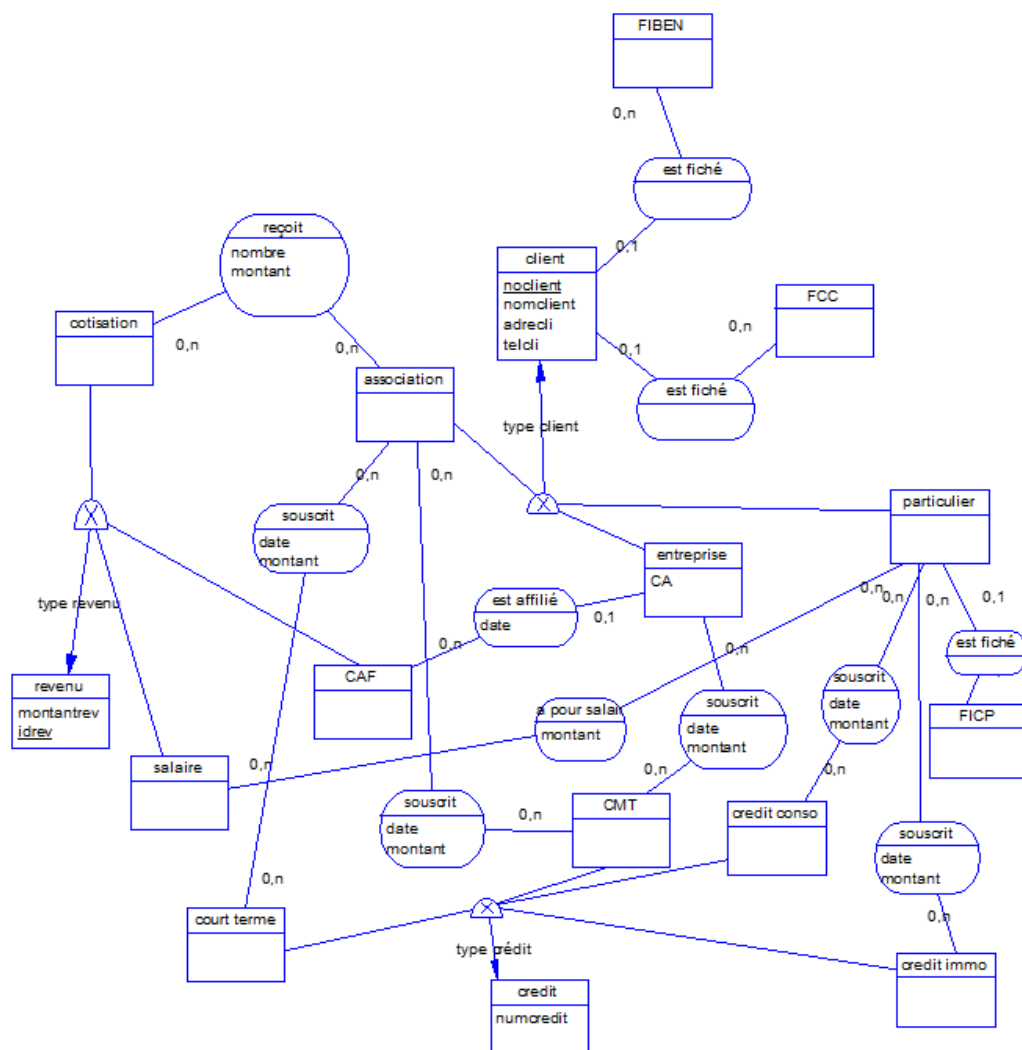 FIBEN
0,n
est fiché
reçoit
nombre
montant
0,1
client
noclient
nomclient
adrecli
telcli
FCC
cotisation
0,n
0,n
0,n
0,1
association
est fiché
type client
0,n
0,n
particulier
souscrit
date
montant
entreprise
CA
type revenu
est affilié
date
0,1
0,n
0,n
0,n
0,1
0,n
0,n
est fiché
revenu
montantrev
idrev
CAF
souscrit
date
montant
souscrit
date
montant
a pour salair
montant
FICP
salaire
0,n
0,n
0,n
souscrit
date
montant
0,n
CMT
credit conso
souscrit
date
montant
0,n
court terme
0,n
type crédit
credit immo
credit
numcredit